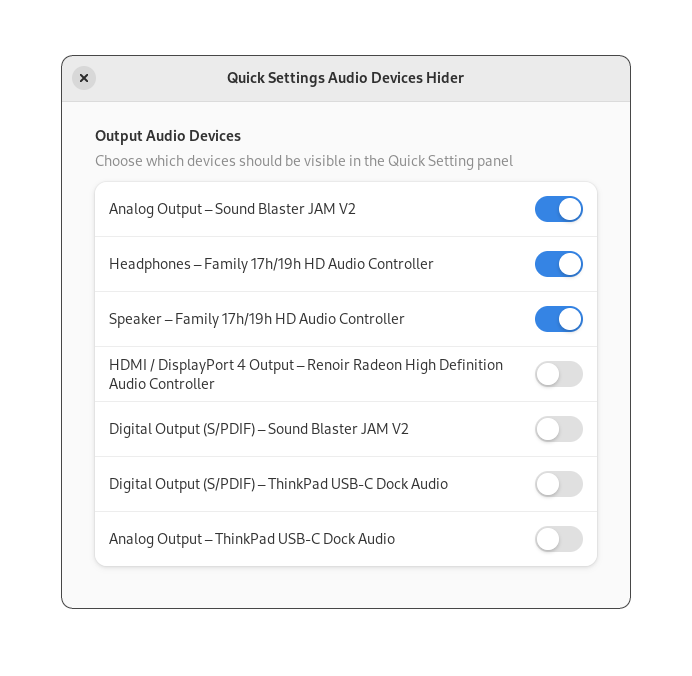 Quick Settings Audio Devices Hider
Output Audio Devices
Choose which devices should be visible in the Quick Setting panel
Analog Output – Sound Blaster JAM V2
Headphones – Family 17h/19h HD Audio Controller
Speaker – Family 17h/19h HD Audio Controller
HDMI / DisplayPort 4 Output – Renoir Radeon High Definition
Audio Controller
Digital Output (S/PDIF) – Sound Blaster JAM V2
Digital Output (S/PDIF) – ThinkPad USB-C Dock Audio
Analog Output – ThinkPad USB-C Dock Audio